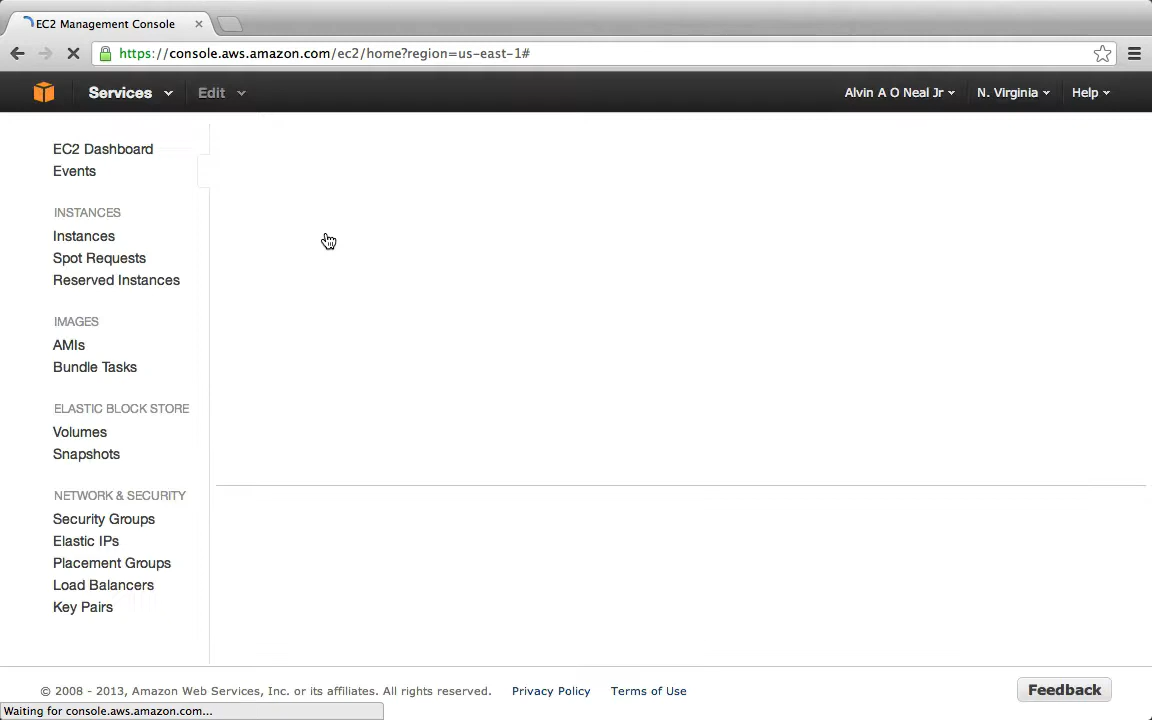 EC2 Management Console
https://console.aws.amazon.com/ec2/home?region=us-east-1#
Services Edit Alvin A O Neal Jr N. Virginia Help
EC2 Dashboard
Events
INSTANCES
Instances
Spot Requests
Reserved Instances
IMAGES
AMIs
Bundle Tasks
ELASTIC BLOCK STORE
Volumes
Snapshots
NETWORK & SECURITY
Security Groups
Elastic IPs
Placement Groups
Load Balancers
Key Pairs
© 2008 - 2013, Amazon Web Services, Inc. or its affiliates. All rights reserved. Privacy Policy Terms of Use Feedback
Waiting for console.aws.amazon.com...